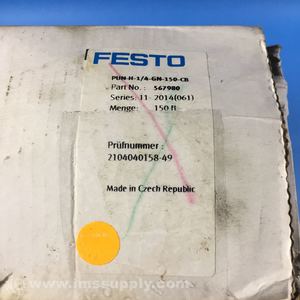 FESTO
PUN-H-1/4-GN-150-CB
Part No. : 567980
Series: 11 2014(061)
Menge: 150 ft
Prüfnummer :
2104040158-49
Made in Czech Republic
© www.imssupply.com